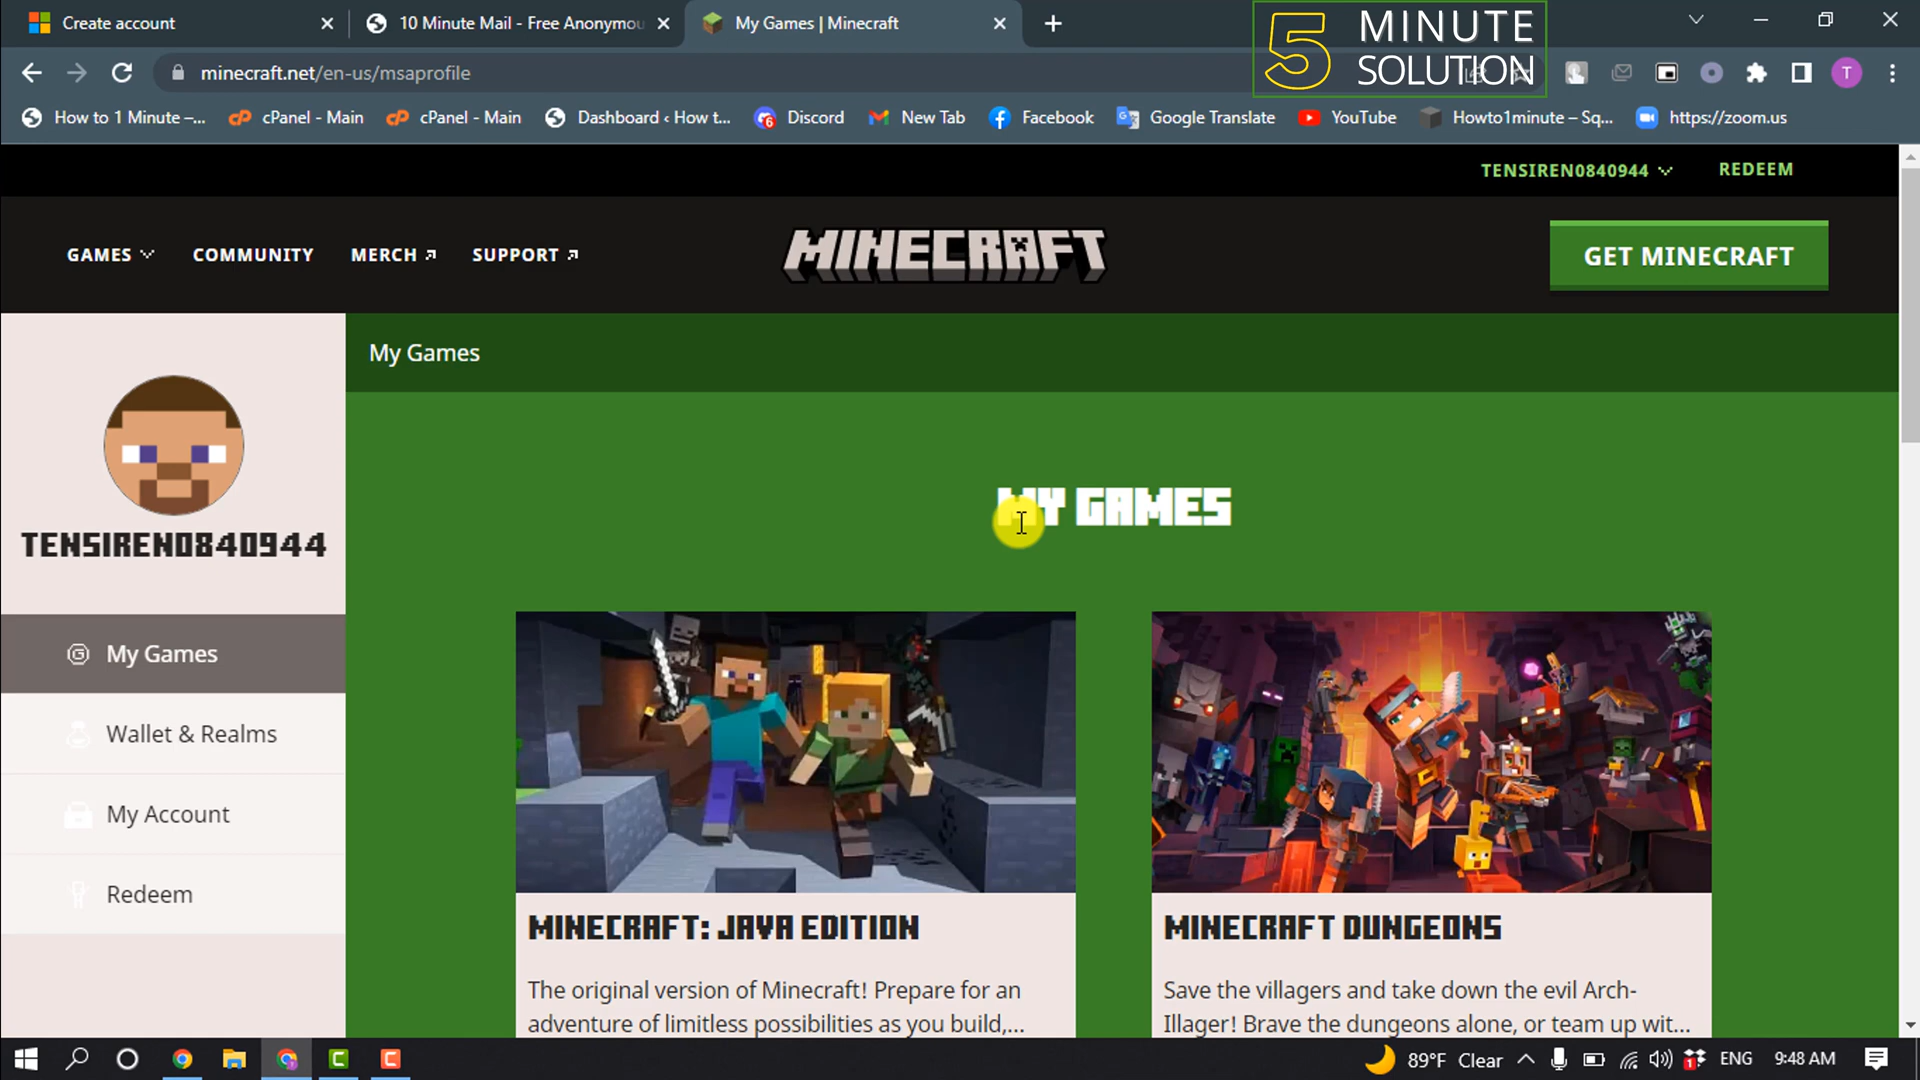 Create account
10 Minute Mail - Free Anonymou
My Games | Minecraft
5 MINUTE SOLUTION
minecraft.net/en-us/msaprofile
T
How to 1 Minute –...
cPanel - Main
cPanel - Main
Dashboard ‹ How t...
Discord
New Tab
Facebook
Google Translate
YouTube
Howto1minute – Sq...
https://zoom.us
TENSIREN0840944
REDEEM
GAMES
COMMUNITY
MERCH
SUPPORT
MINECRAFT
GET MINECRAFT
My Games
TENSIREN0840944
MY GAMES
My Games
Wallet & Realms
My Account
Redeem
MINECRAFT: JAVA EDITION
The original version of Minecraft! Prepare for an
adventure of limitless possibilities as you build,...
MINECRAFT DUNGEONS
Save the villagers and take down the evil Arch-
Illager! Brave the dungeons alone, or team up wit...
89°F Clear
ENG
9:48 AM